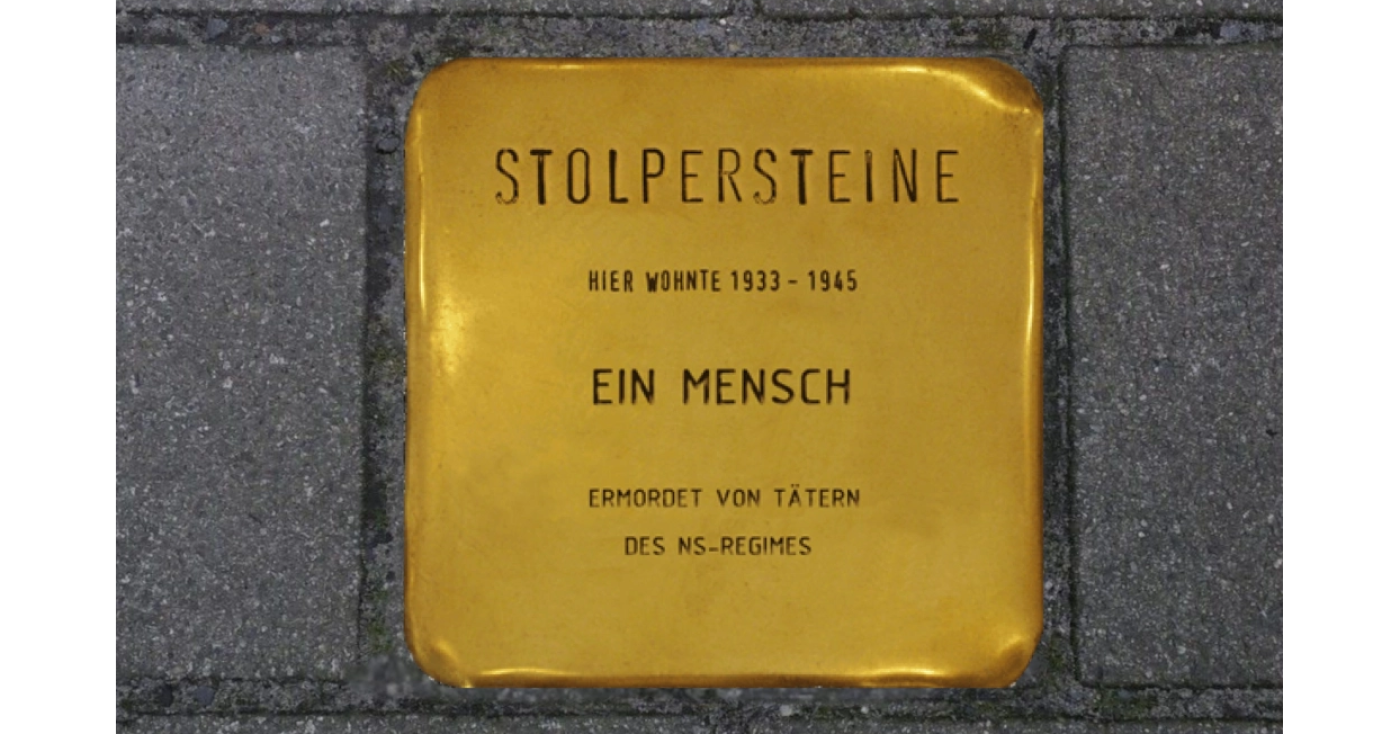 STOLPERSTEINE
HIER WOHNTE 1933 - 1945
EIN MENSCH
ERMORDET VON TÄTERN
DES NS-REGIMES